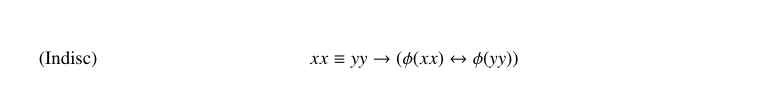 (Indisc) xx ≡ yy → (ϕ(xx) ↔ ϕ(yy))